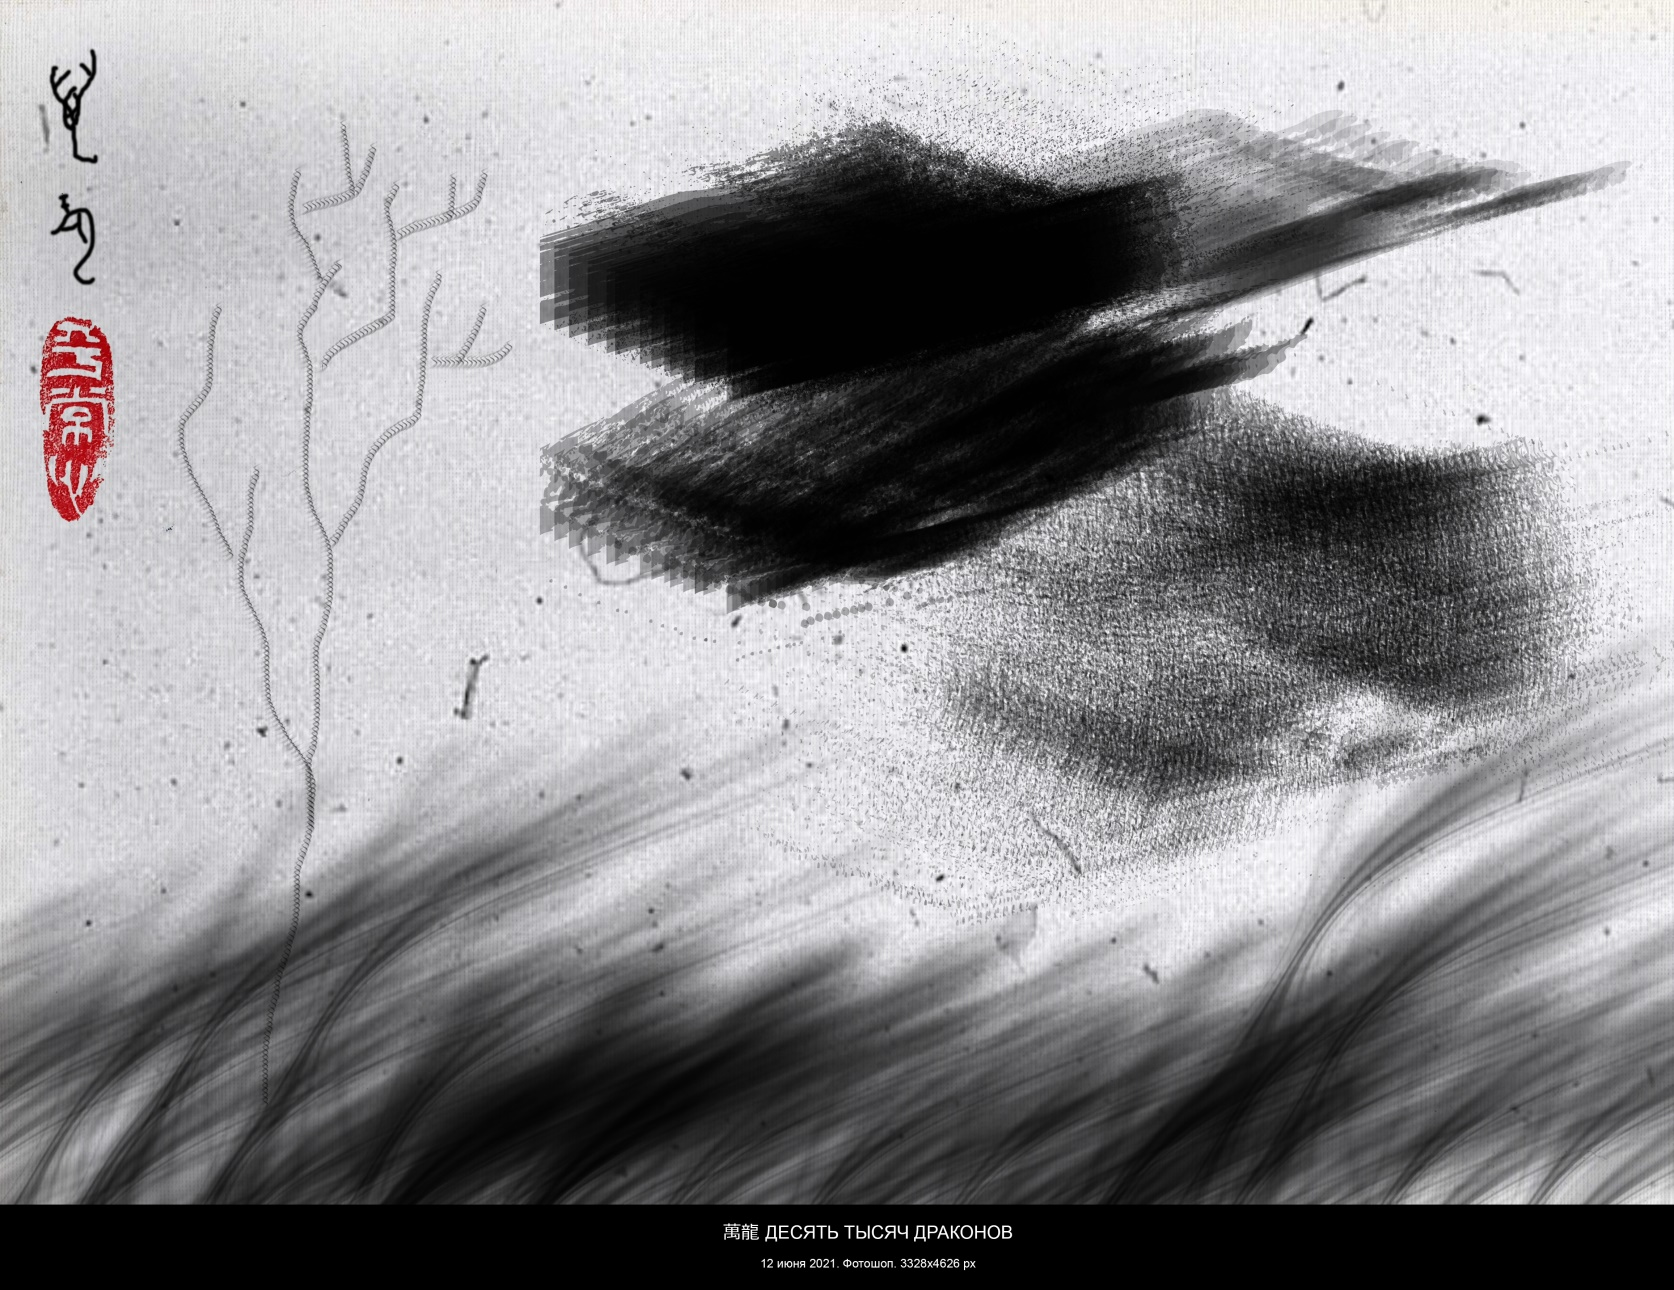 萬龍 ДЕСЯТЬ ТЫСЯЧ ДРАКОНОВ
12 июня 2021. Фотошоп. 3328x4626 px